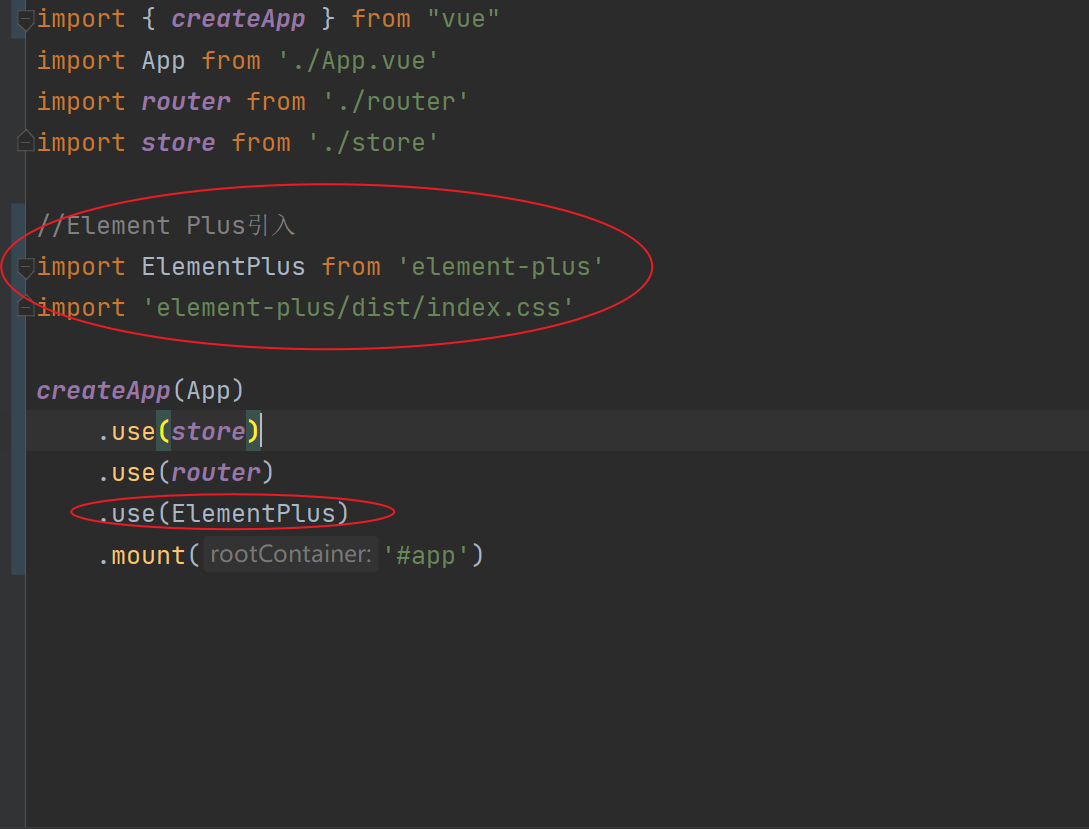 import { createApp } from "vue"
import App from './App.vue'
import router from './router'
import store from './store'
//Element Plus引入
import ElementPlus from 'element-plus'
import 'element-plus/dist/index.css'
createApp(App)
.use(store)
.use(router)
.use(ElementPlus)
.mount( rootContainer: '#app')